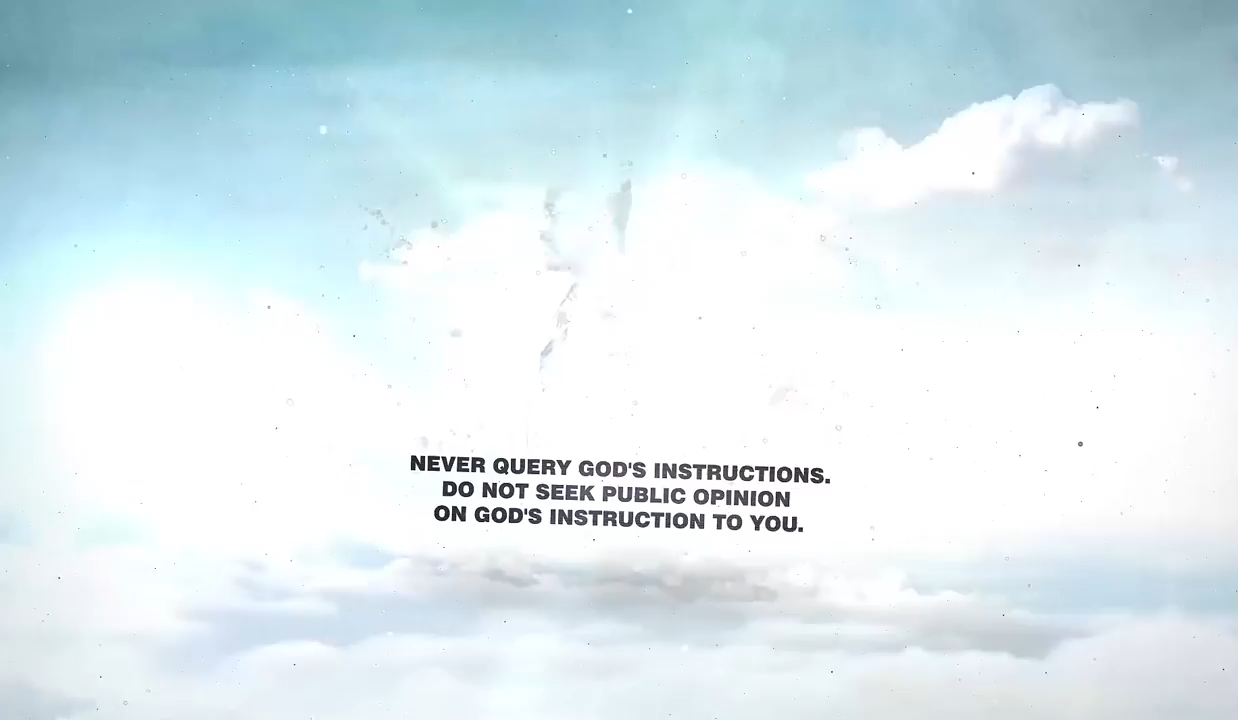 NEVER QUERY GOD'S INSTRUCTIONS.
DO NOT SEEK PUBLIC OPINION
ON GOD'S INSTRUCTION TO YOU.